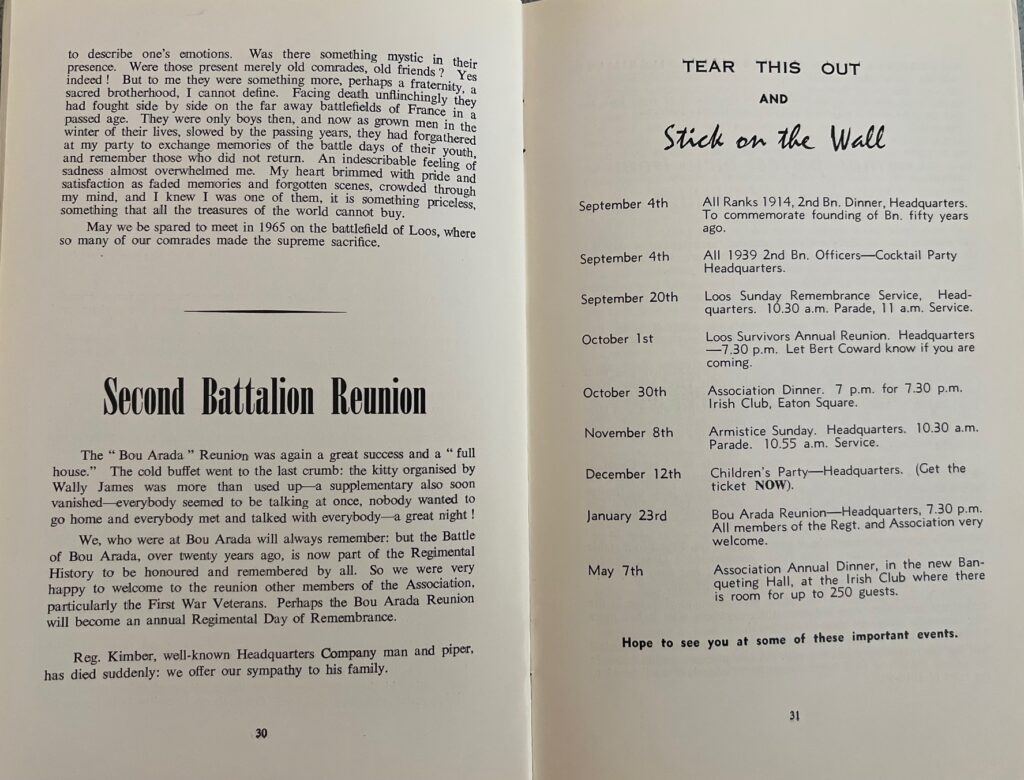 to describe one's emotions. Was there something mystic in their
presence. Were those present merely old comrades, old friends? Yes
indeed! But to me they were something more, perhaps a fraternity, a
sacred brotherhood, I cannot define. Facing death unflinchingly they
had fought side by side on the far away battlefields of France in a
passed age. They were only boys then, and now as grown men in the
winter of their lives, slowed by the passing years, they had forgathered
at my party to exchange memories of the battle days of their youth,
and remember those who did not return. An indescribable feeling of
sadness almost overwhelmed me. My heart brimmed with pride and
satisfaction as faded memories and forgotten scenes, crowded through
my mind, and I knew I was one of them, it is something priceless,
something that all the treasures of the world cannot buy.
May we be spared to meet in 1965 on the battlefield of Loos, where
so many of our comrades made the supreme sacrifice.
Second Battalion Reunion
The "Bou Arada" Reunion was again a great success and a "full
house." The cold buffet went to the last crumb: the kitty organised by
Wally James was more than used up—a supplementary also soon
vanished—everybody seemed to be talking at once, nobody wanted to
go home and everybody met and talked with everybody—a great night!
We, who were at Bou Arada will always remember: but the Battle
of Bou Arada, over twenty years ago, is now part of the Regimental
History to be honoured and remembered by all. So we were very
happy to welcome to the reunion other members of the Association,
particularly the First War Veterans. Perhaps the Bou Arada Reunion
will become an annual Regimental Day of Remembrance.
Reg. Kimber, well-known Headquarters Company man and piper,
has died suddenly: we offer our sympathy to his family.
30
TEAR THIS OUT
AND
Stick on the Wall
September 4th All Ranks 1914, 2nd Bn. Dinner, Headquarters.
To commemorate founding of Bn. fifty years
ago.
September 4th All 1939 2nd Bn. Officers—Cocktail Party
Headquarters.
September 20th Loos Sunday Remembrance Service, Head-
quarters. 10.30 a.m. Parade, 11 a.m. Service.
October 1st Loos Survivors Annual Reunion. Headquarters
—7.30 p.m. Let Bert Coward know if you are
coming.
October 30th Association Dinner. 7 p.m. for 7.30 p.m.
Irish Club, Eaton Square.
November 8th Armistice Sunday. Headquarters. 10.30 a.m.
Parade. 10.55 a.m. Service.
December 12th Children's Party—Headquarters. (Get the
ticket NOW).
January 23rd Bou Arada Reunion—Headquarters, 7.30 p.m.
All members of the Regt. and Association very
welcome.
May 7th Association Annual Dinner, in the new Ban-
queting Hall, at the Irish Club where there
is room for up to 250 guests.
Hope to see you at some of these important events.
31